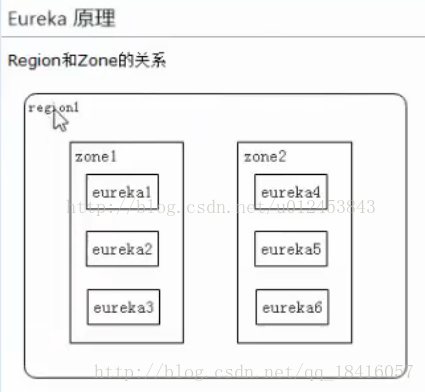 Eureka 原理
Region和Zone的关系
region1
zone1
zone2
eureka1
eureka4
http://blog.csdn.net/u012453843
eureka2
eureka5
eureka3
eureka6
http://blog.csdn.net/qq_18416057